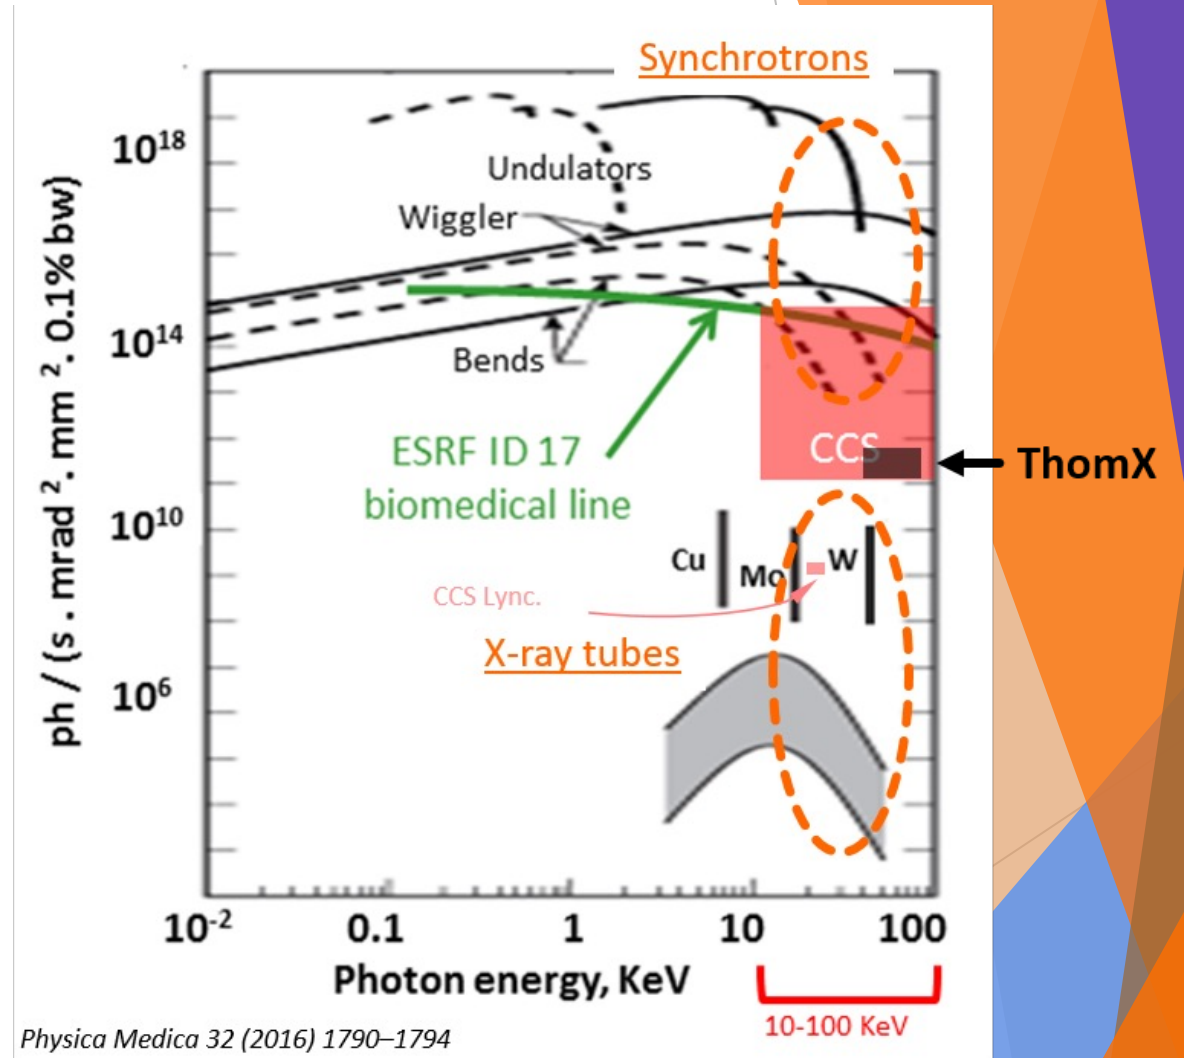 Synchrotrons
10¹⁸
Undulators
Wiggler
10¹⁴
Bends
ESRF ID 17
biomedical line
CCS
ThomX
10¹⁰
Cu
Mo
W
CCS Lync.
X-ray tubes
10⁶
ph / (s . mrad ² . mm ² . 0.1% bw)
10⁻²
0.1
1
10
100
Photon energy, KeV
10-100 KeV
Physica Medica 32 (2016) 1790–1794